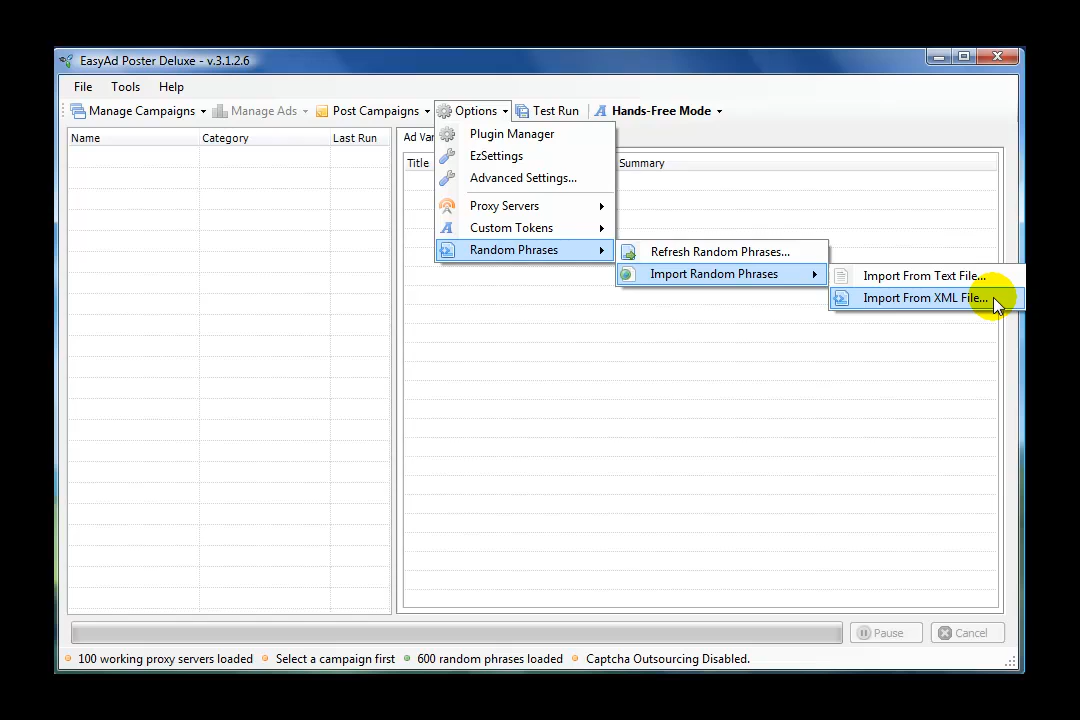 EasyAd Poster Deluxe - v.3.1.2.6
File Tools Help
Manage Campaigns Manage Ads Post Campaigns Options Test Run A Hands-Free Mode
Name Category Last Run Ad Var
Title Summary
Plugin Manager
EzSettings
Advanced Settings...
Proxy Servers
A Custom Tokens
Random Phrases
Refresh Random Phrases...
Import Random Phrases
Import From Text File...
Import From XML File...
Pause Cancel
100 working proxy servers loaded Select a campaign first 600 random phrases loaded Captcha Outsourcing Disabled.